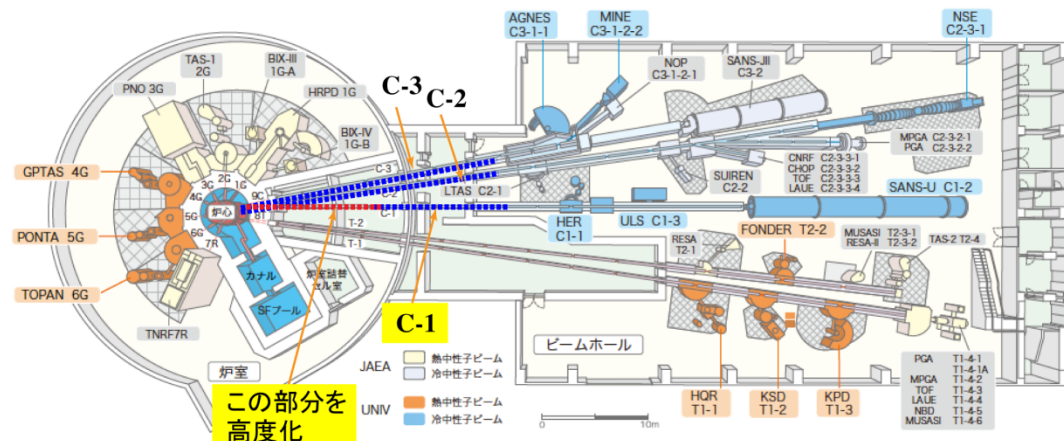 AGNES
C3-1-1
MINE
C3-1-2-2
NSE
C2-3-1
NOP
C3-1-2-1
SANS-JII
C3-2
TAS-1
2G
BIX-III
1G-A
PNO 3G
HRPD 1G
BIX-IV
1G-B
C-3
C-2
MPGA C2-3-2-1
PGA C2-3-2-2
CNRF C2-3-3-1
CHOP C2-3-3-2
TOF C2-3-3-3
LAUE C2-3-3-4
GPTAS 4G
PONTA 5G
TOPAN 6G
TNRF7R
2G
3G
1G
4G
9C
5G
炉心
8T
6G
7R
C-3
C-2
C-1
T-2
T-1
LTAS C2-1
SUIREN
C2-2
SANS-U C1-2
HER
C1-1
ULS C1-3
RESA
T2-1
FONDER T2-2
MUSASI T2-3-1
RESA-II T2-3-2
TAS-2 T2-4
カナル
SFプール
炉室詰替
セル室
炉室
C-1
ビームホール
この部分を
高度化
JAEA
熱中性子ビーム
冷中性子ビーム
UNIV
熱中性子ビーム
冷中性子ビーム
0
10m
HQR
T1-1
KSD
T1-2
KPD
T1-3
PGA T1-4-1
T1-4-1A
MPGA T1-4-2
TOF T1-4-3
LAUE T1-4-4
NBD T1-4-5
MUSASI T1-4-6